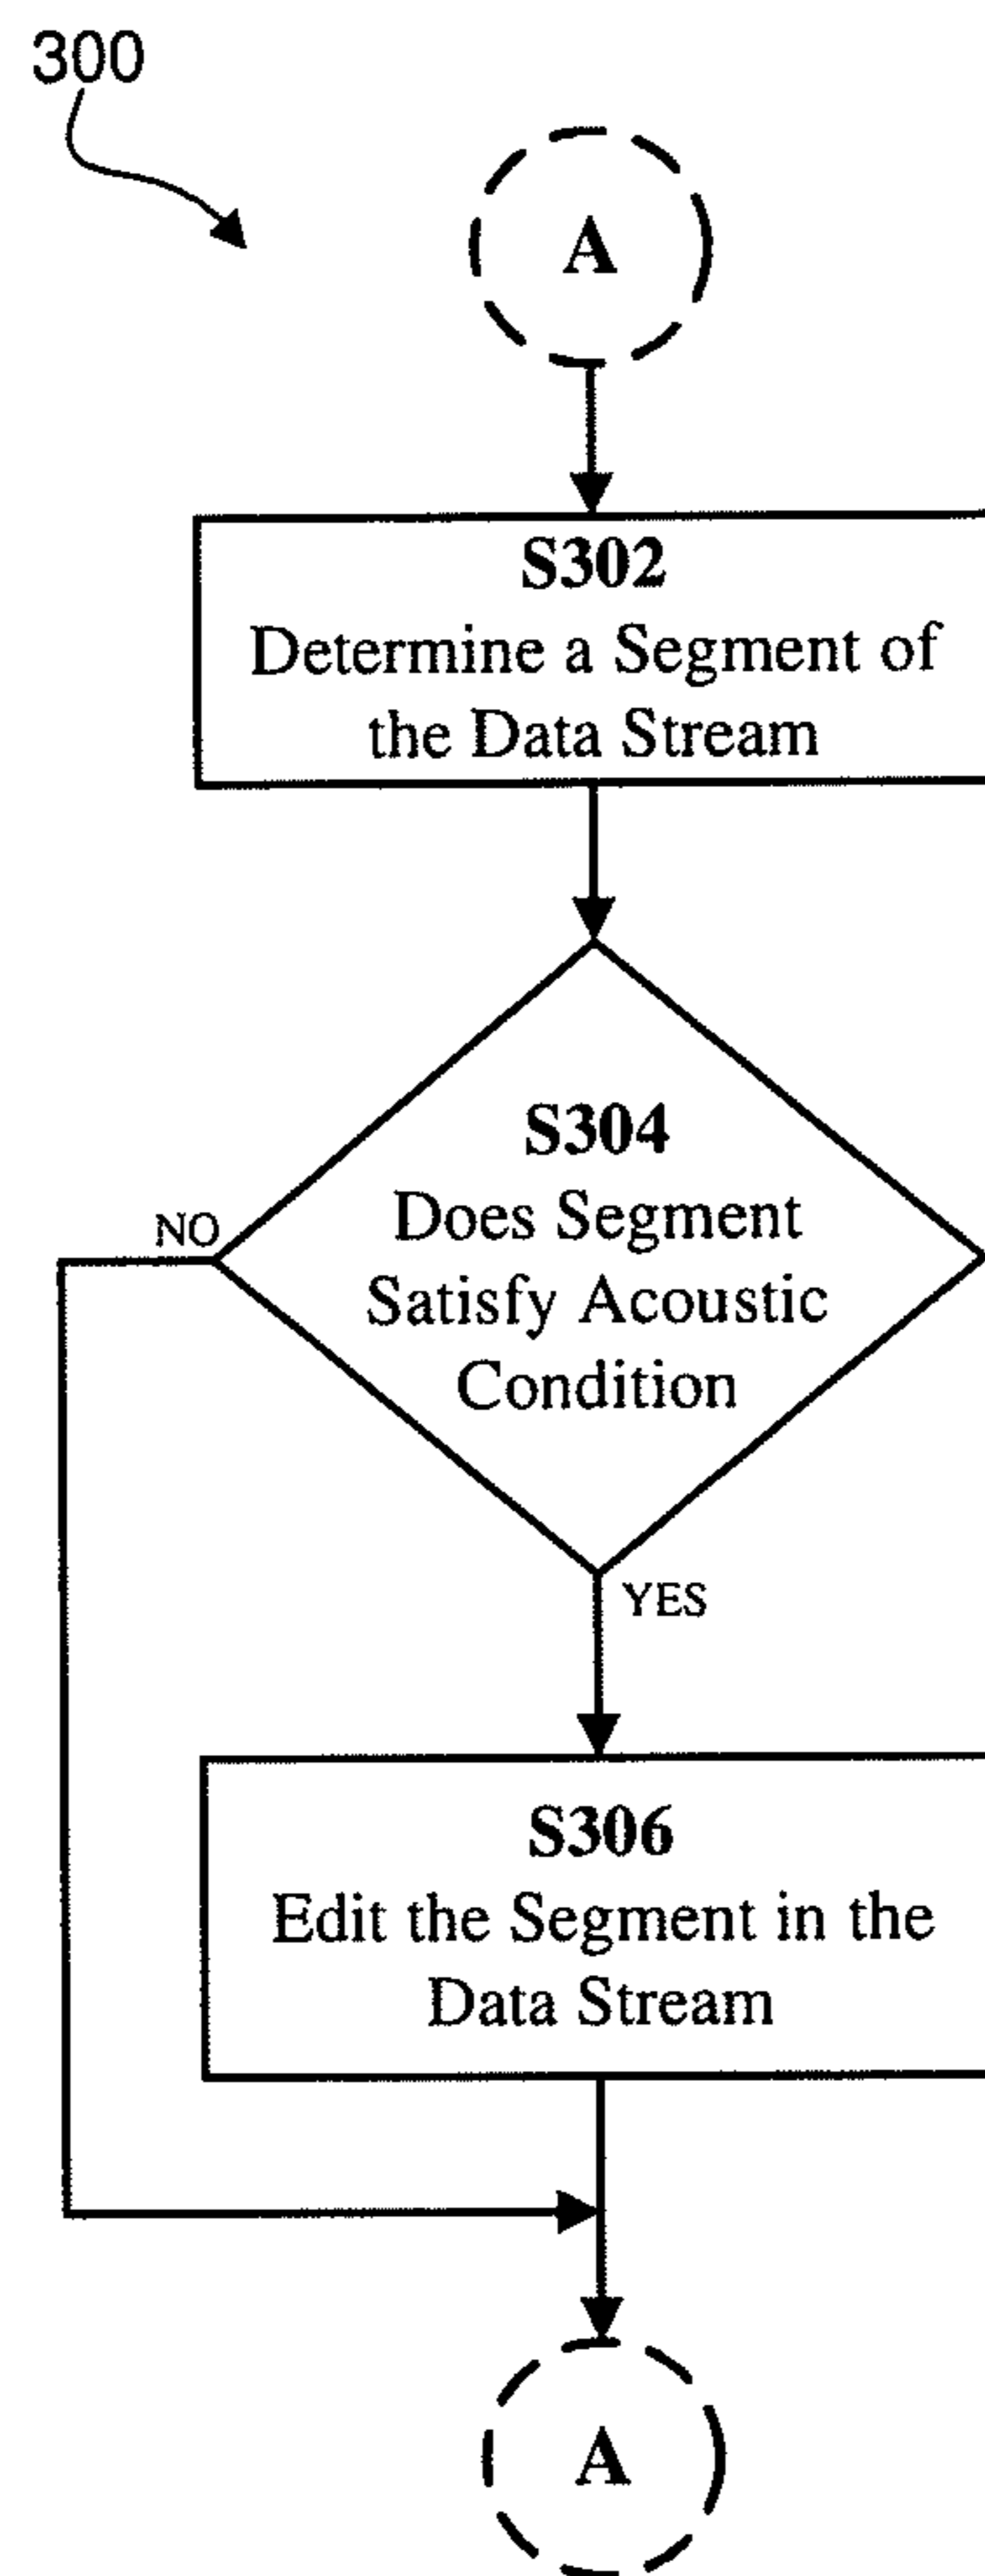 300
A
S302
Determine a Segment of
the Data Stream
S304
Does Segment
Satisfy Acoustic
Condition
NO
YES
S306
Edit the Segment in the
Data Stream
A